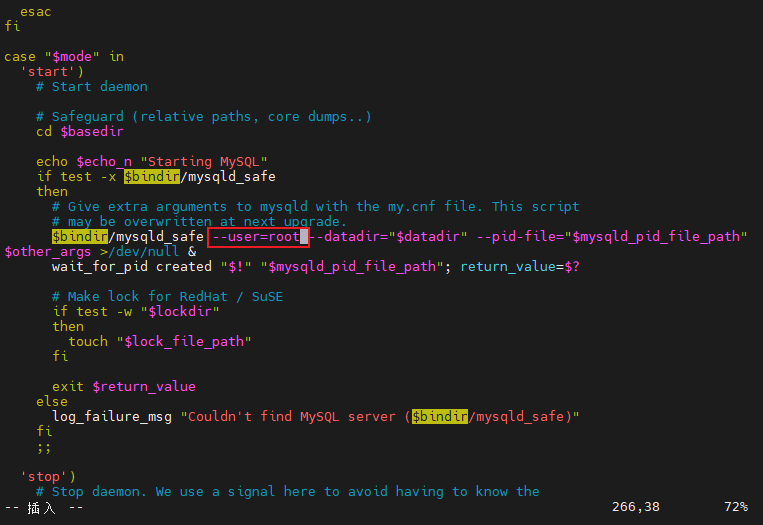 esac
fi

case "$mode" in
  'start')
    # Start daemon

    # Safeguard (relative paths, core dumps..)
    cd $basedir

    echo $echo_n "Starting MySQL"
    if test -x $bindir/mysqld_safe
    then
      # Give extra arguments to mysqld with the my.cnf file. This script
      # may be overwritten at next upgrade.
      $bindir/mysqld_safe --user=root --datadir="$datadir" --pid-file="$mysqld_pid_file_path"
$other_args >/dev/null &
      wait_for_pid created "$!" "$mysqld_pid_file_path"; return_value=$?

      # Make lock for RedHat / SuSE
      if test -w "$lockdir"
      then
        touch "$lock_file_path"
      fi

      exit $return_value
    else
      log_failure_msg "Couldn't find MySQL server ($bindir/mysqld_safe)"
    fi
    ;;

  'stop')
    # Stop daemon. We use a signal here to avoid having to know the
-- 插入 -- 266,38 72%